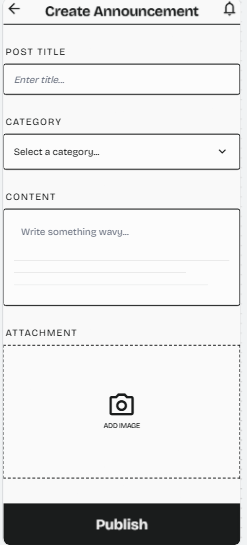 Create Announcement
POST TITLE
Enter title...
CATEGORY
Select a category...
CONTENT
Write something wavy...
ATTACHMENT
ADD IMAGE
Publish